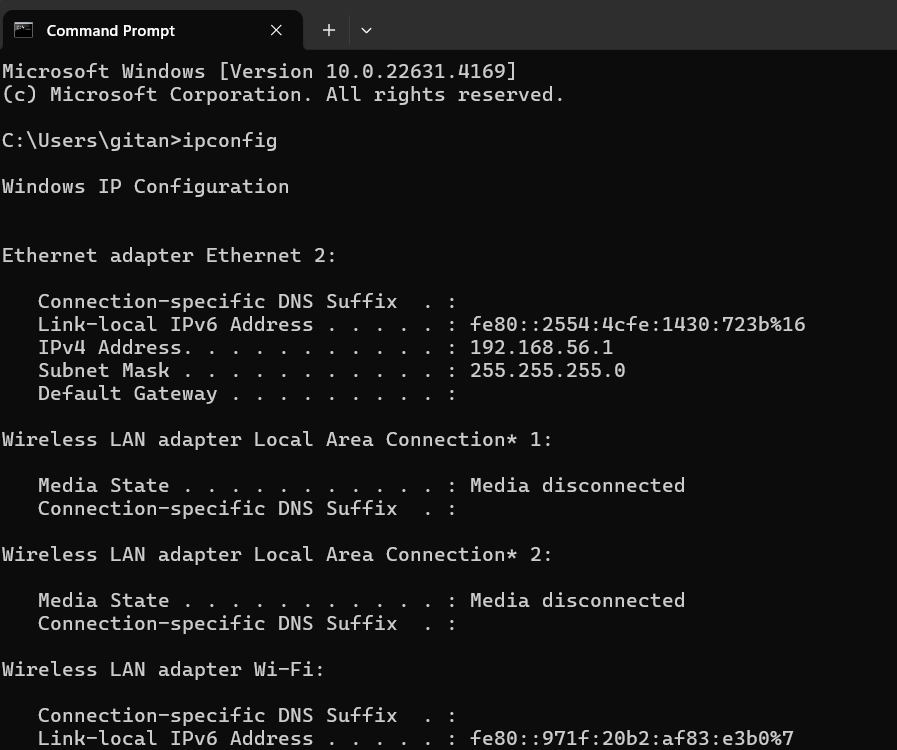 Command Prompt
Microsoft Windows [Version 10.0.22631.4169]
(c) Microsoft Corporation. All rights reserved.
C:\Users\gitan>ipconfig
Windows IP Configuration
Ethernet adapter Ethernet 2:
Connection-specific DNS Suffix  . :
Link-local IPv6 Address . . . . . : fe80::2554:4cfe:1430:723b%16
IPv4 Address. . . . . . . . . . . : 192.168.56.1
Subnet Mask . . . . . . . . . . . : 255.255.255.0
Default Gateway . . . . . . . . . :
Wireless LAN adapter Local Area Connection* 1:
Media State . . . . . . . . . . . : Media disconnected
Connection-specific DNS Suffix  . :
Wireless LAN adapter Local Area Connection* 2:
Media State . . . . . . . . . . . : Media disconnected
Connection-specific DNS Suffix  . :
Wireless LAN adapter Wi-Fi:
Connection-specific DNS Suffix  . :
Link-local IPv6 Address . . . . . : fe80::971f:20b2:af83:e3b0%7